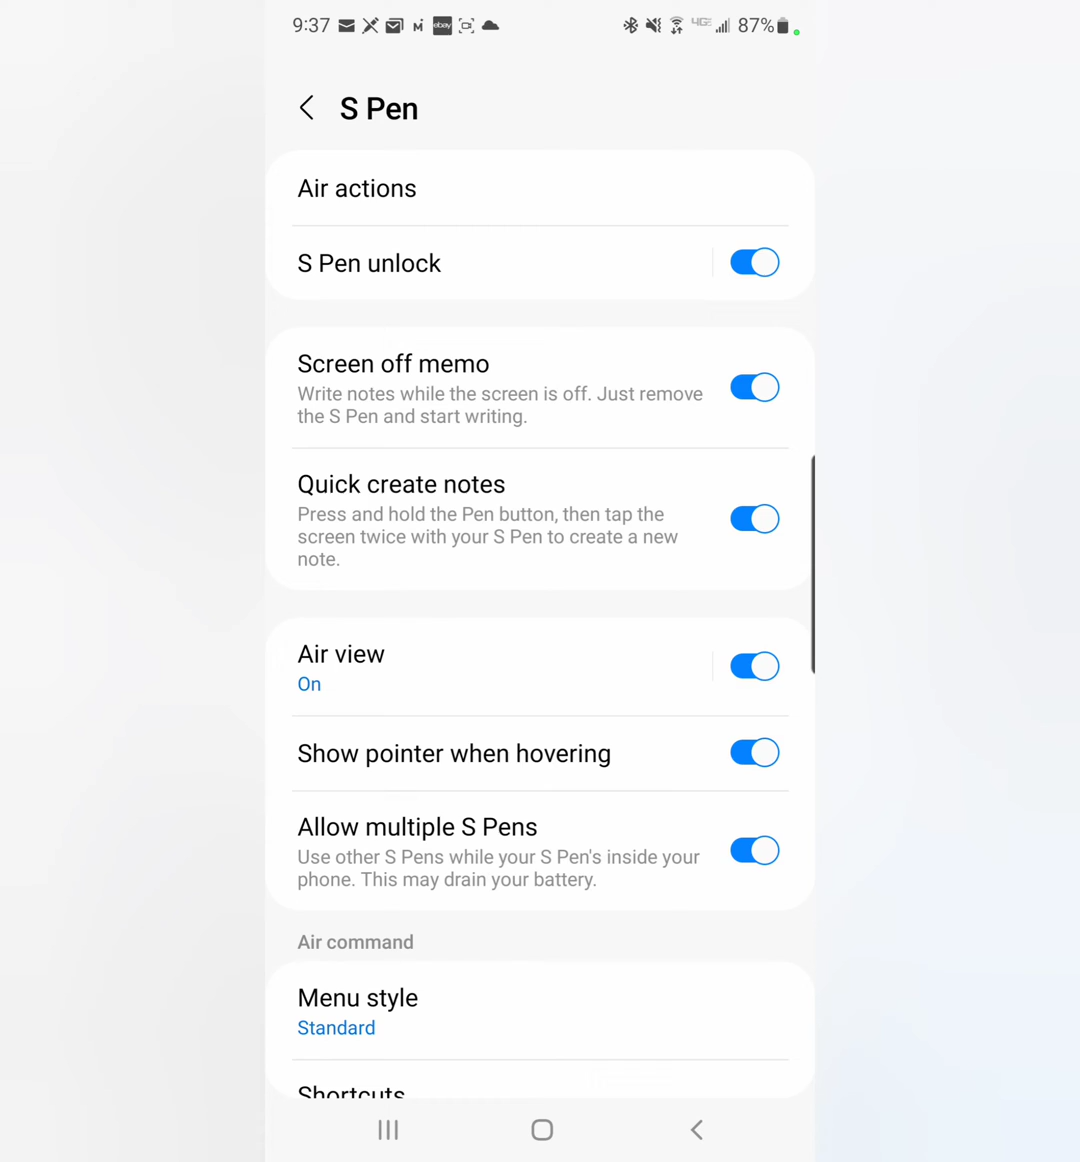 9:37 M ebay 4GE 87%
S Pen
Air actions
S Pen unlock
Screen off memo
Write notes while the screen is off. Just remove
the S Pen and start writing.
Quick create notes
Press and hold the Pen button, then tap the
screen twice with your S Pen to create a new
note.
Air view
On
Show pointer when hovering
Allow multiple S Pens
Use other S Pens while your S Pen's inside your
phone. This may drain your battery.
Air command
Menu style
Standard
Shortcuts